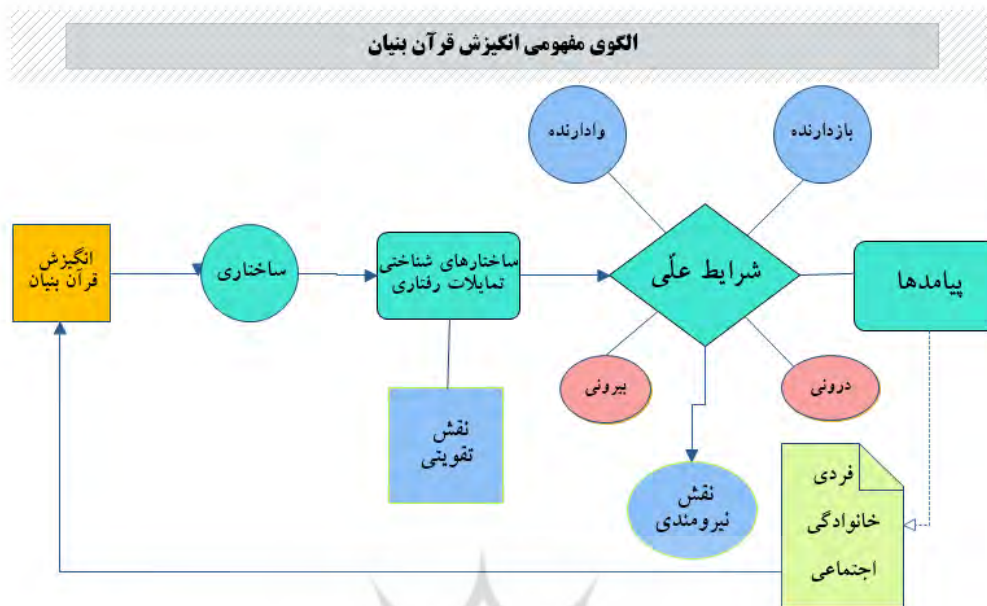 الگوی مفهومی انگیزش قرآن بنیان
وادارنده
بازدارنده
انگیزش
قرآن بنیان
ساختاری
ساختارهای شناختی
تمایلات رفتاری
شرایط علّی
پیامدها
بیرونی
درونی
نقش
تقویتی
نقش
نیرومندی
فردی
خانوادگی
اجتماعی